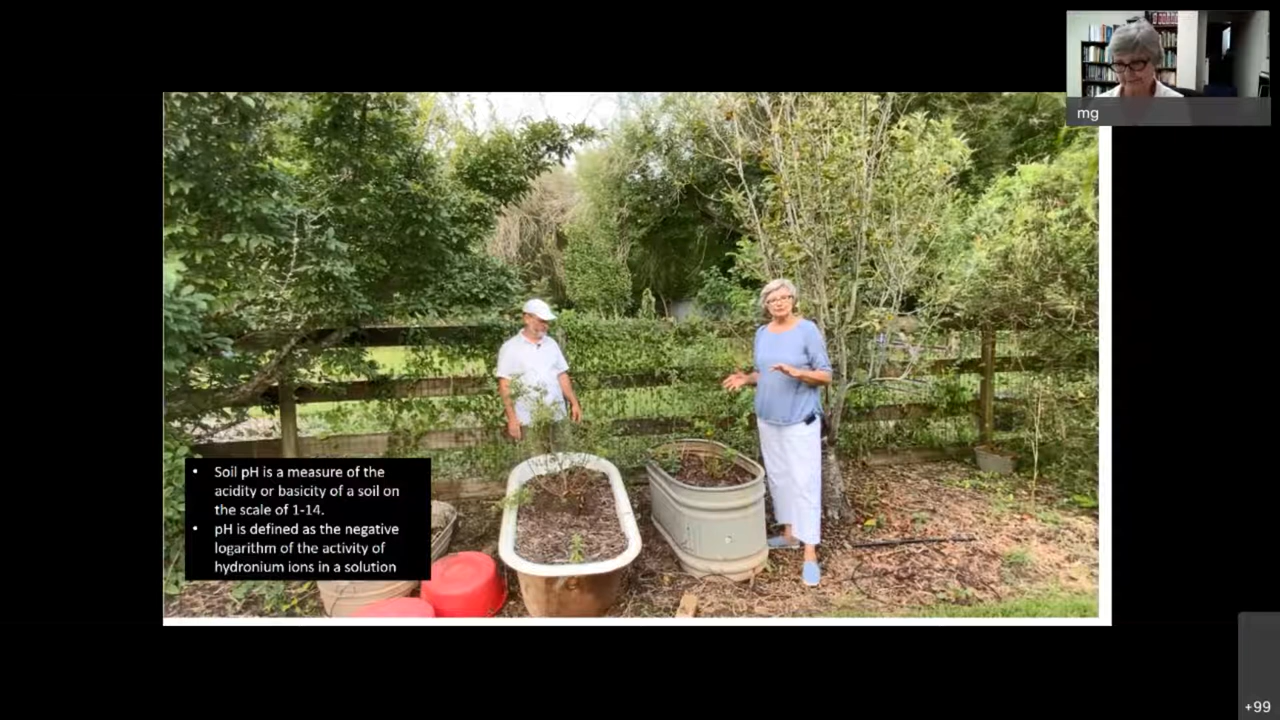 mg
• Soil pH is a measure of the
acidity or basicity of a soil on
the scale of 1-14.
• pH is defined as the negative
logarithm of the activity of
hydronium ions in a solution
+99